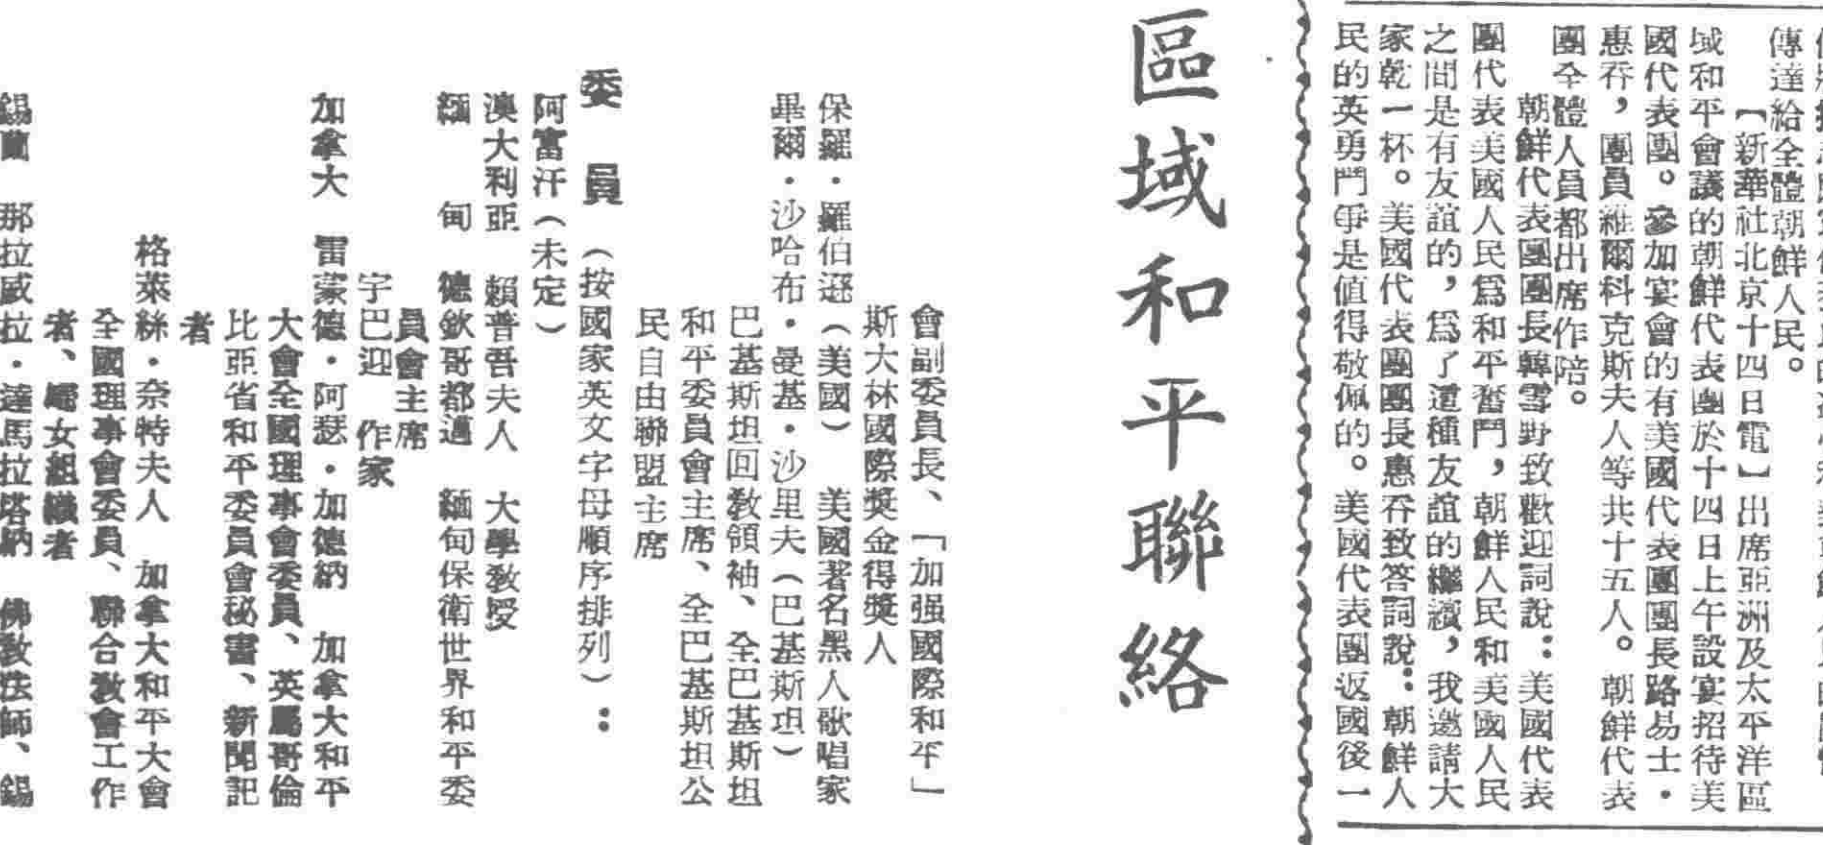 傳達給全體朝鮮人民。
【新華社北京十四日電】出席亞洲及太平洋區
域和平會議的朝鮮代表團於十四日上午設宴招待美
國代表團。參加宴會的有美國代表團團長路易士·
惠吞，團員維爾科克斯夫人等共十五人。朝鮮代表
團全體人員都出席作陪。
朝鮮代表團團長韓雪野致歡迎詞說：美國代表
團代表美國人民爲和平奮鬥，朝鮮人民和美國人民
之間是有友誼的，爲了這種友誼的繼續，我邀請大
家乾一杯。美國代表團團長惠吞致答詞說：朝鮮人
民的英勇鬥爭是值得敬佩的。美國代表團返國後一
區域和平聯絡
會副委員長、「加强國際和平」
斯大林國際獎金得獎人
保羅·羅伯遜（美國） 美國著名黑人歌唱家
畢爾·沙哈布·曼基·沙里夫（巴基斯坦）
巴基斯坦回敎領袖、全巴基斯坦
和平委員會主席、全巴基斯坦公
民自由聯盟主席
委 員 （按國家英文字母順序排列）：
阿富汗（未定）
澳大利亞 賴普吾夫人 大學敎授
緬 甸 德欽哥都邁 緬甸保衛世界和平委
員會主席
宇巴迎 作家
加拿大 雷蒙德·阿瑟·加德納 加拿大和平
大會全國理事會委員、英屬哥倫
比亞省和平委員會秘書、新聞記
者
格萊絲·奈特夫人 加拿大和平大會
全國理事會委員、聯合敎會工作
者、婦女組織者
錫蘭 那拉威拉·達馬拉塔納 佛敎法師、錫